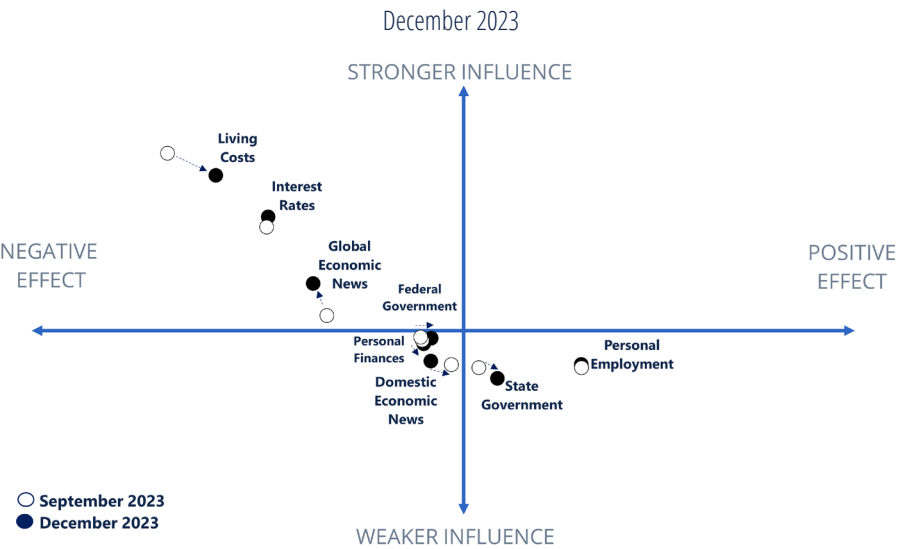 December 2023
STRONGER INFLUENCE
Living
Costs
Interest
Rates
NEGATIVE
EFFECT
Global
Economic
News
POSITIVE
EFFECT
Federal
Government
Personal
Finances
Personal
Employment
Domestic
Economic
News
State
Government
September 2023
December 2023
WEAKER INFLUENCE